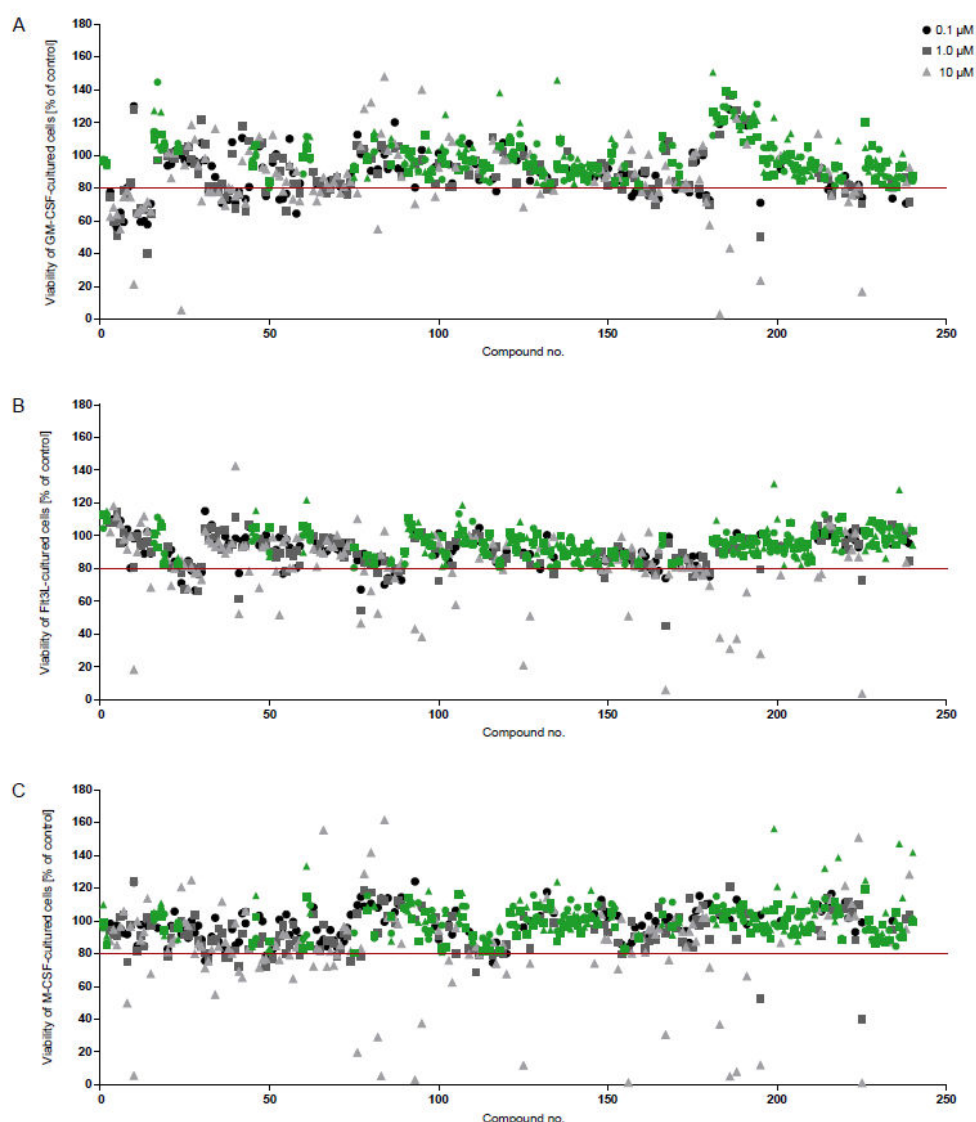 A
180
160
140
120
100
80
60
40
20
0
Viability of GM-CSF-cultured cells [% of control]
0 50 100 150 200 250
Compound no.
0.1 µM
1.0 µM
10 µM
B
180
160
140
120
100
80
60
40
20
0
Viability of Flt3L-cultured cells [% of control]
0 50 100 150 200 250
Compound no.
C
180
160
140
120
100
80
60
40
20
0
Viability of M-CSF-cultured cells [% of control]
0 50 100 150 200 250
Compound no.